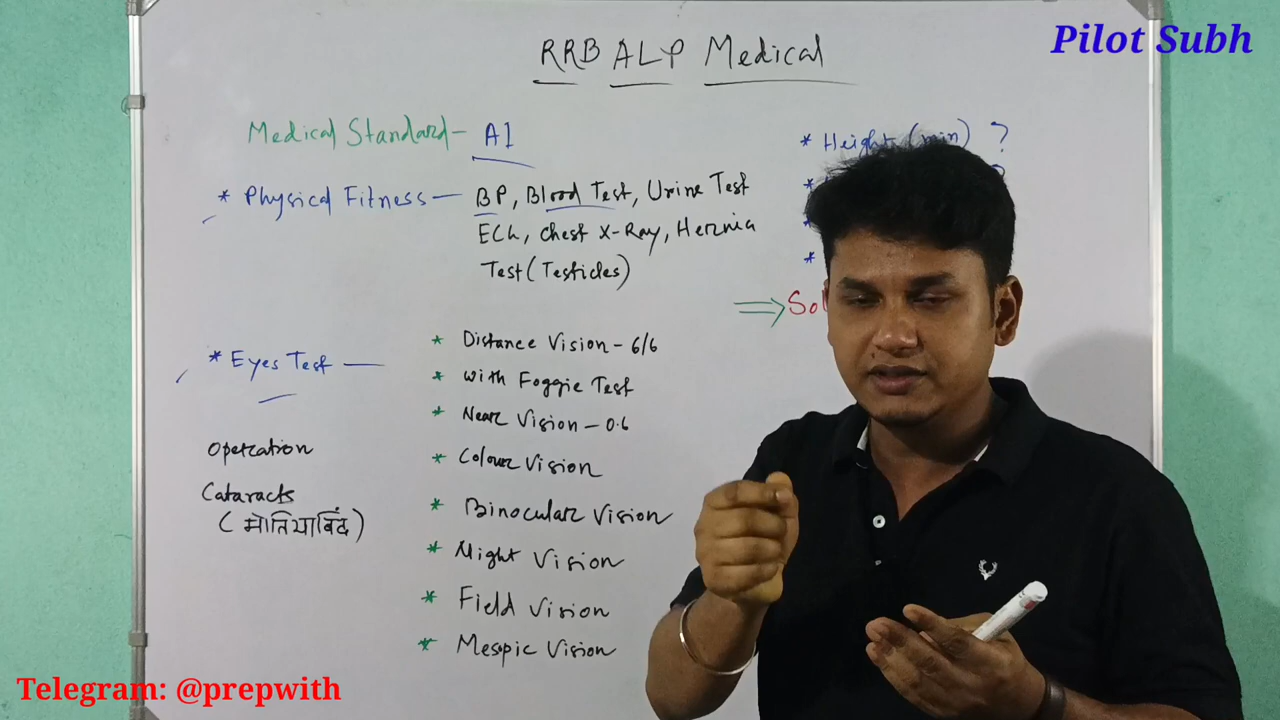 Pilot Subh
RRB ALP Medical
Medical Standard - A1
* Physical Fitness - BP, Blood Test, Urine Test
ECG, Chest X-Ray, Hernia
Test (Testicles)
* Height (min) ?
*
*
*
⇒ Sol
* Eyes Test -
* Distance Vision - 6/6
* with Foggie Test
* Near Vision - 0.6
* Colour Vision
* Binocular Vision
* Night Vision
* Field Vision
* Mesopic Vision
Operation
Cataracts
(मोतियाबिंद)
Telegram: @prepwith